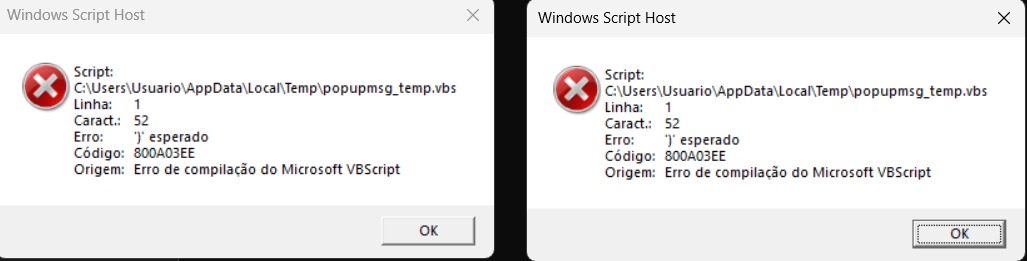 Windows Script Host
Script:
C:\Users\Usuario\AppData\Local\Temp\popupmsg_temp.vbs
Linha: 1
Caract.: 52
Erro: ')' esperado
Código: 800A03EE
Origem: Erro de compilação do Microsoft VBScript
OK
Windows Script Host
Script:
C:\Users\Usuario\AppData\Local\Temp\popupmsg_temp.vbs
Linha: 1
Caract.: 52
Erro: ')' esperado
Código: 800A03EE
Origem: Erro de compilação do Microsoft VBScript
OK